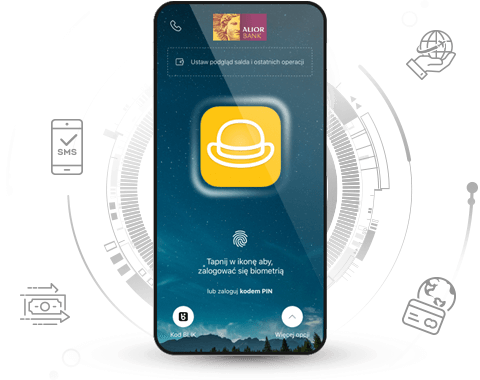 ALIOR
BANK
Ustaw podgląd salda i ostatnich operacji
SMS
Tapnij w ikonę aby,
zalogować się biometrią
lub zaloguj kodem PIN
Kod BLIK
Więcej opcji